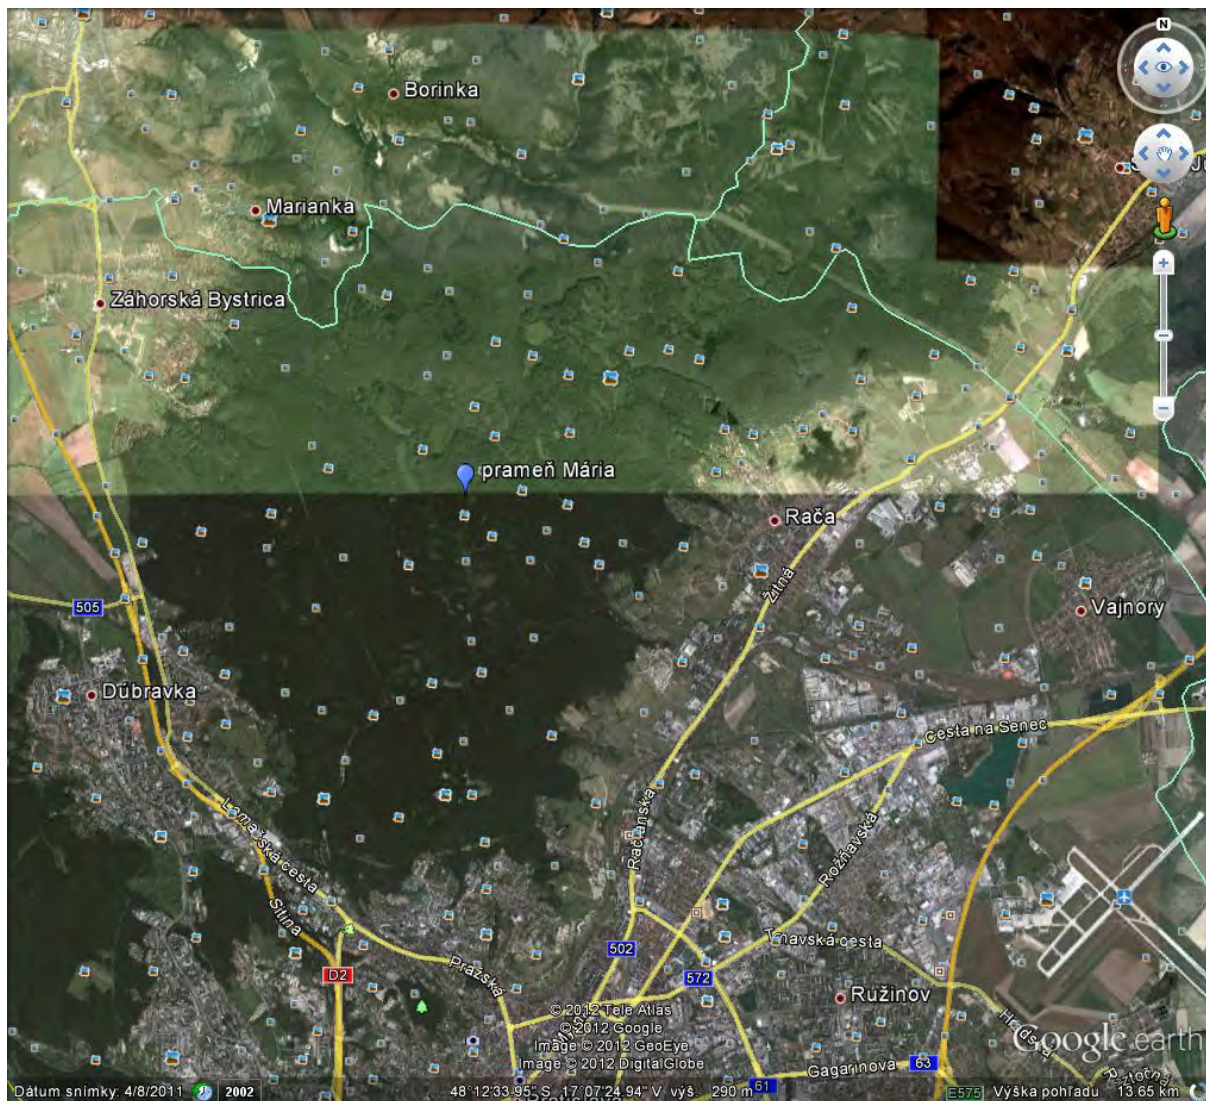 N
Borinka
Marianka
Záhorská Bystrica
prameň Mária
Rača
Žitná
505
Vajnory
Dúbravka
cesta na Senec
Lamačská cesta
Račianska
Rožňavská
Sitina
Trnavská cesta
502
D2
Pražská
572
Ružinov
© 2012 Tele Atlas
© 2012 Google
Image © 2012 GeoEye
Image © 2012 DigitalGlobe
Google earth
Gagarinova
63
61
E575
Dátum snímky: 4/8/2011
2002
48°12'33.95" S 17°07'24.94" V výš. 290 m
Výška pohľadu 13.65 km